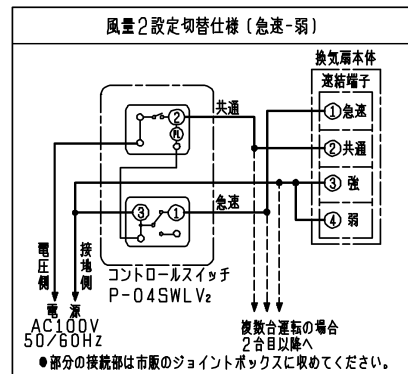 風量2設定切替仕様(急速-弱)
換気扇本体
速結端子
①急速
②共通
③ 強
④ 弱
共通
②
PL
急速
③
①
コントロールスイッチ
P-04SWLV2
電圧側
接地側
電源
AC100V
50/60Hz
複数台運転の場合
2台目以降へ
●部分の接続部は市販のジョイントボックスに収めてください。